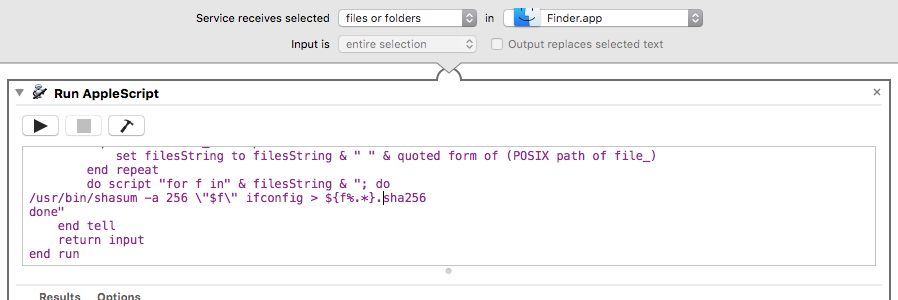 Service receives selected files or folders in Finder.app
Input is entire selection Output replaces selected text
Run AppleScript
set filesString to filesString & " " & quoted form of (POSIX path of file_)
end repeat
do script "for f in" & filesString & "; do
/usr/bin/shasum -a 256 \"$f\" ifconfig > ${f%.*}.sha256
done"
end tell
return input
end run
Results Options